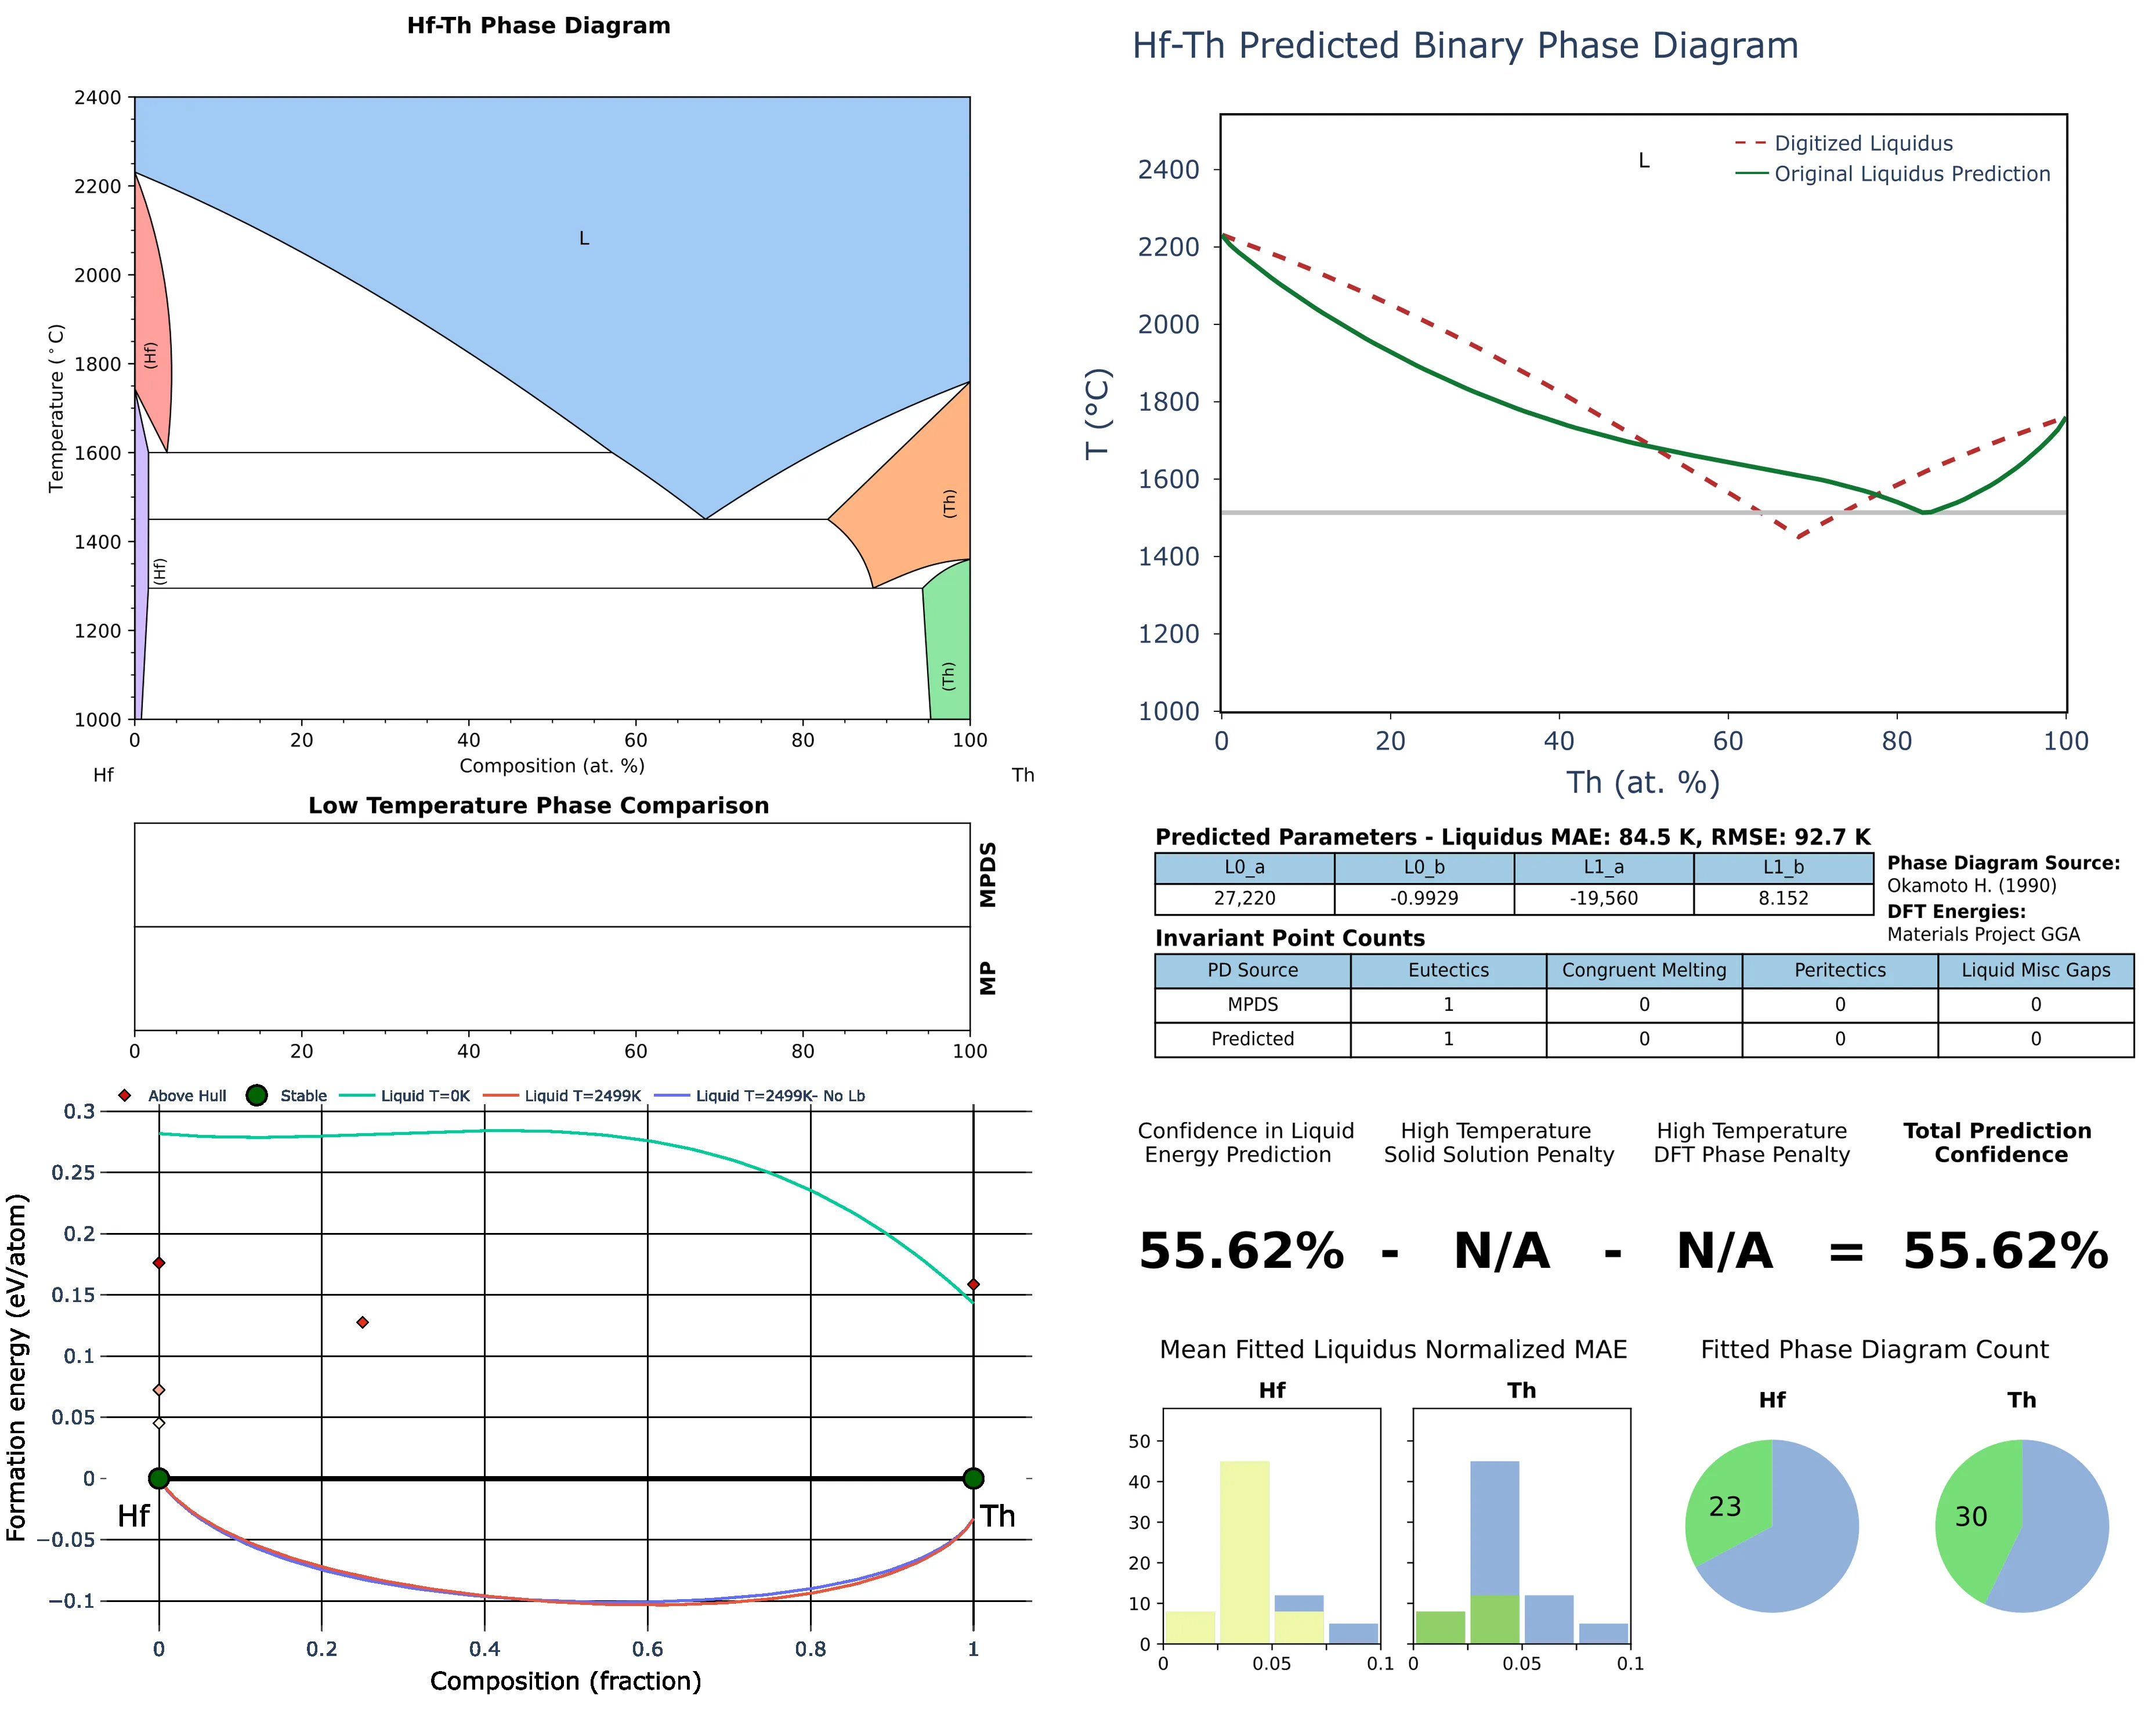 Hf-Th Phase Diagram
2400
2200
2000
1800
1600
1400
1200
1000
Temperature (°C)
L
(Hf)
(Hf)
(Th)
(Th)
0 20 40 60 80 100
Composition (at. %)
Hf Th
Low Temperature Phase Comparison
MPDS
MP
0 20 40 60 80 100
Above Hull Stable Liquid T=0K Liquid T=2499K Liquid T=2499K- No Lb
0.3
0.25
0.2
0.15
0.1
0.05
0
−0.05
−0.1
Formation energy (eV/atom)
Hf Th
0 0.2 0.4 0.6 0.8 1
Composition (fraction)
Hf-Th Predicted Binary Phase Diagram
L
Digitized Liquidus
Original Liquidus Prediction
2400
2200
2000
1800
1600
1400
1200
1000
T (°C)
0 20 40 60 80 100
Th (at. %)
Predicted Parameters - Liquidus MAE: 84.5 K, RMSE: 92.7 K
L0_a L0_b L1_a L1_b
27,220 -0.9929 -19,560 8.152
Phase Diagram Source:
Okamoto H. (1990)
DFT Energies:
Materials Project GGA
Invariant Point Counts
PD Source Eutectics Congruent Melting Peritectics Liquid Misc Gaps
MPDS 1 0 0 0
Predicted 1 0 0 0
Confidence in Liquid Energy Prediction
High Temperature Solid Solution Penalty
High Temperature DFT Phase Penalty
Total Prediction Confidence
55.62% - N/A - N/A = 55.62%
Mean Fitted Liquidus Normalized MAE
Hf Th
50
40
30
20
10
0
0 0.05 0.1 0 0.05 0.1
Fitted Phase Diagram Count
Hf Th
23 30